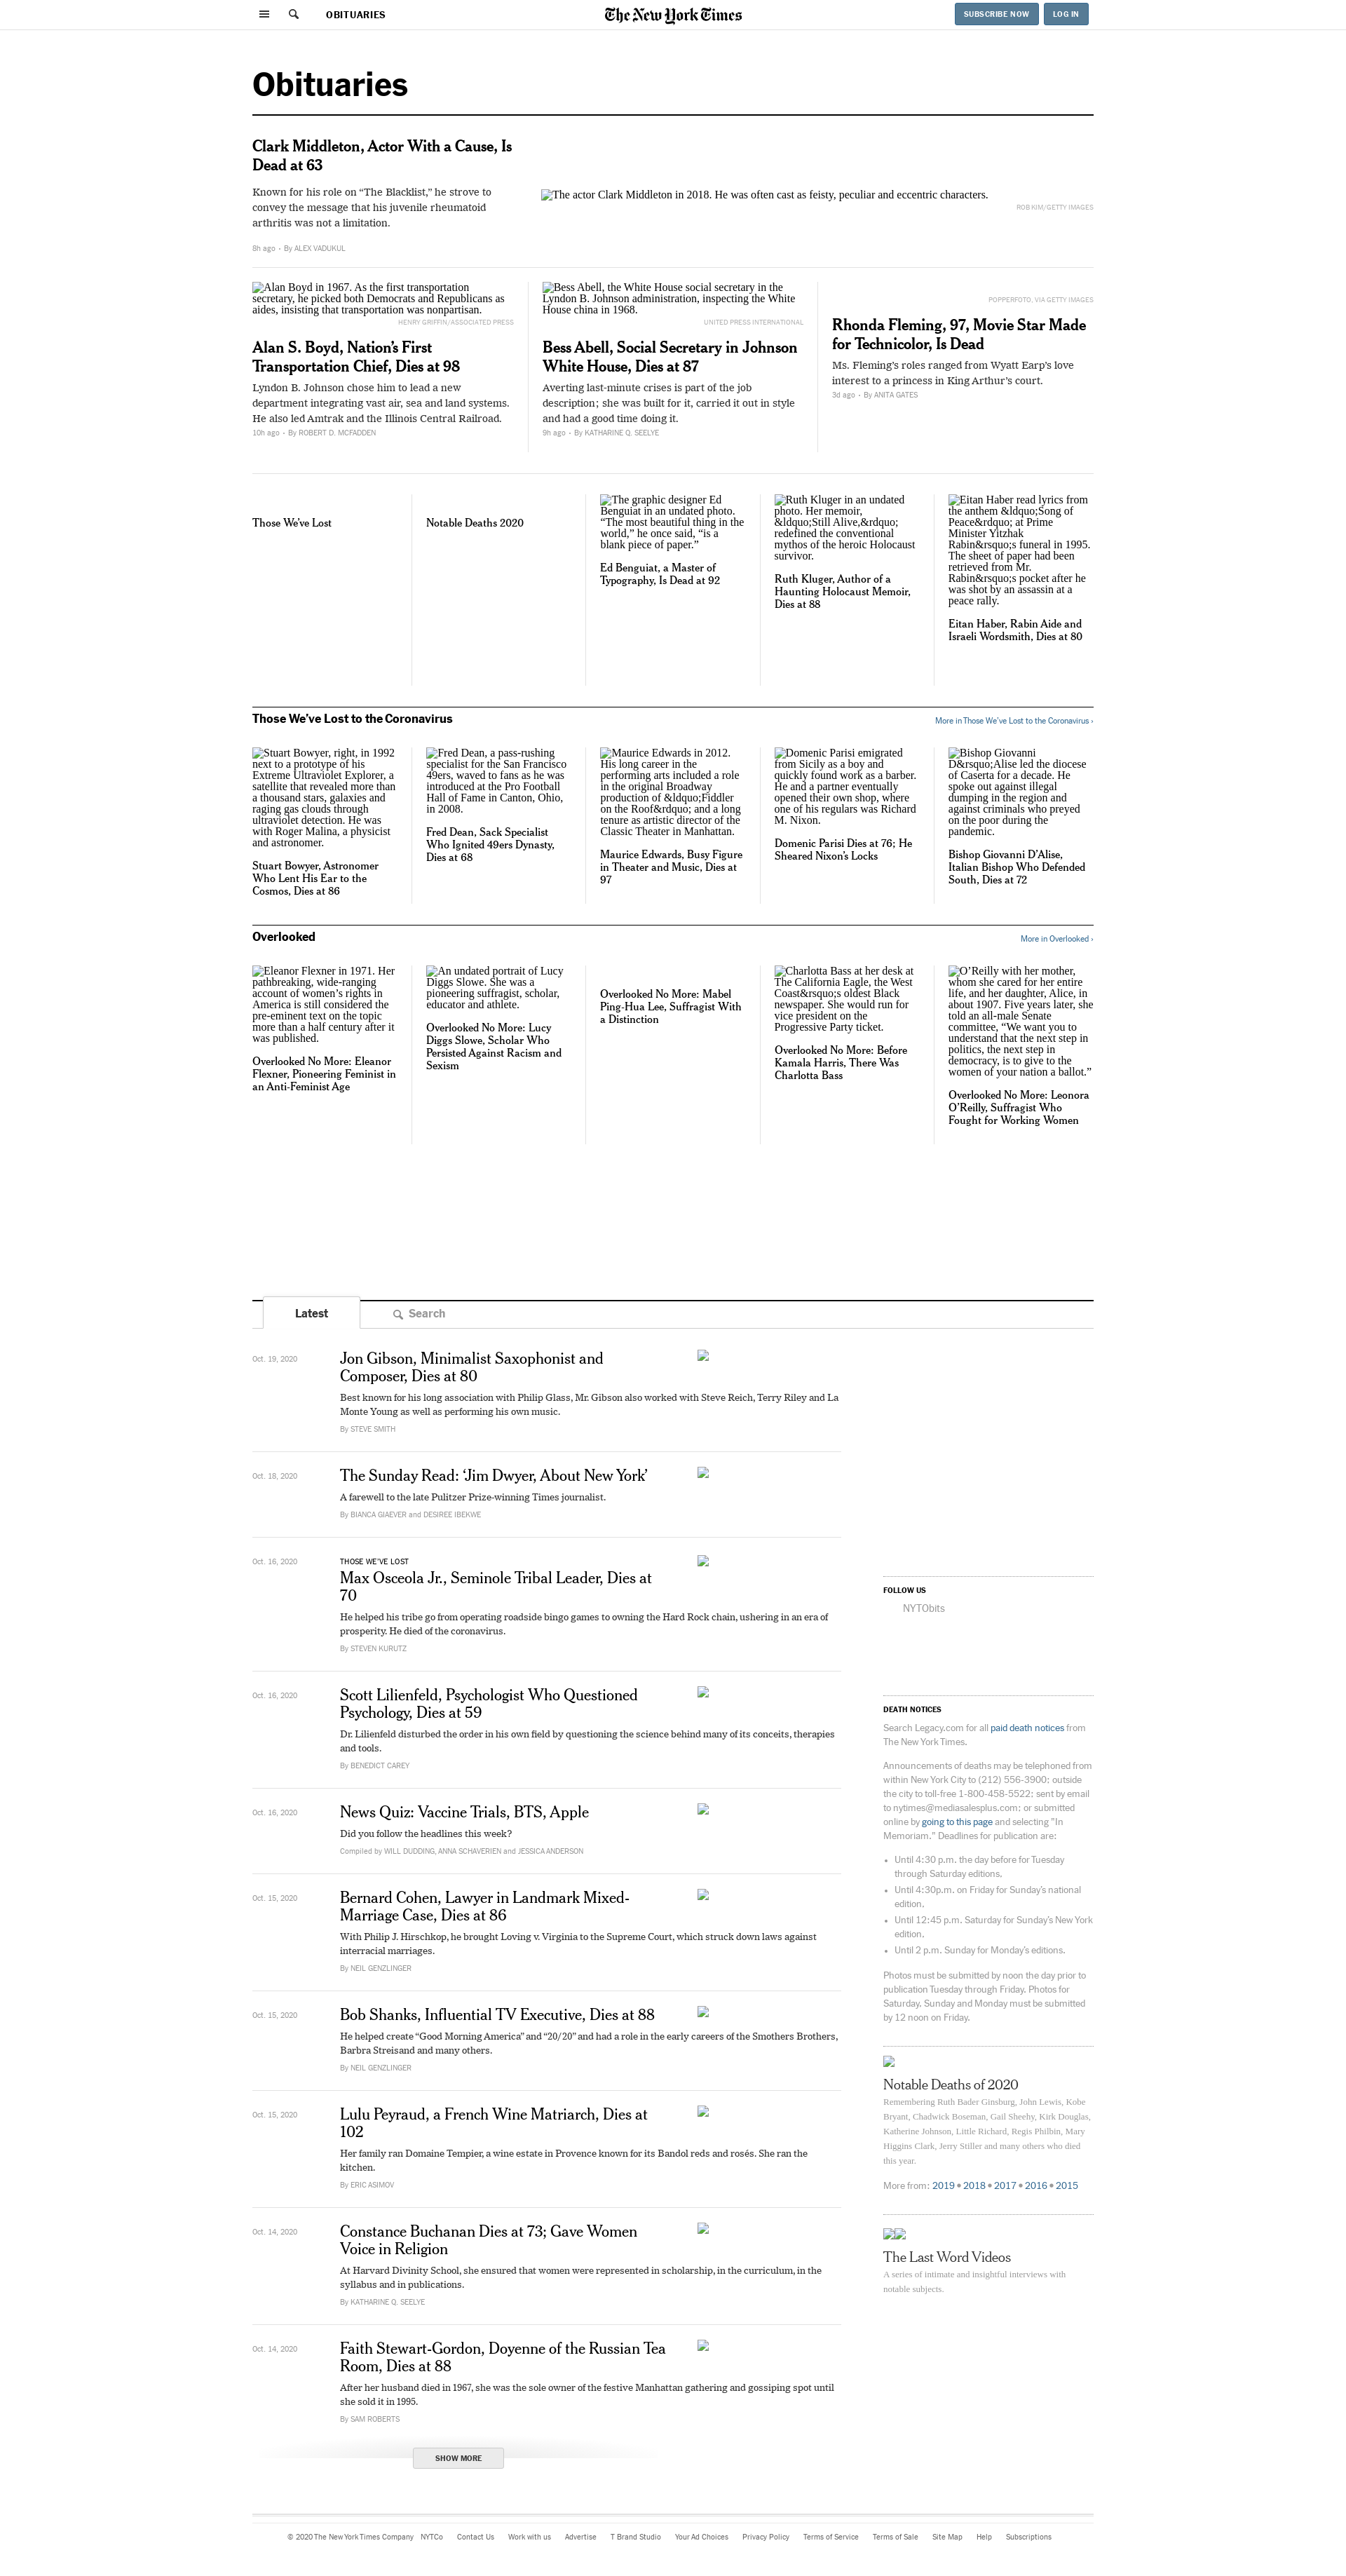 OBITUARIES
The New York Times
SUBSCRIBE NOW
LOG IN
Obituaries
Clark Middleton, Actor With a Cause, Is
Dead at 63
Known for his role on “The Blacklist,” he strove to
convey the message that his juvenile rheumatoid
arthritis was not a limitation.
8h ago • By ALEX VADUKUL
The actor Clark Middleton in 2018. He was often cast as feisty, peculiar and eccentric characters.
ROB KIM/GETTY IMAGES
Alan Boyd in 1967. As the first transportation
secretary, he picked both Democrats and Republicans as
aides, insisting that transportation was nonpartisan.
HENRY GRIFFIN/ASSOCIATED PRESS
Alan S. Boyd, Nation’s First
Transportation Chief, Dies at 98
Lyndon B. Johnson chose him to lead a new
department integrating vast air, sea and land systems.
He also led Amtrak and the Illinois Central Railroad.
10h ago • By ROBERT D. MCFADDEN
Bess Abell, the White House social secretary in the
Lyndon B. Johnson administration, inspecting the White
House china in 1968.
UNITED PRESS INTERNATIONAL
Bess Abell, Social Secretary in Johnson
White House, Dies at 87
Averting last-minute crises is part of the job
description; she was built for it, carried it out in style
and had a good time doing it.
9h ago • By KATHARINE Q. SEELYE
POPPERFOTO, VIA GETTY IMAGES
Rhonda Fleming, 97, Movie Star Made
for Technicolor, Is Dead
Ms. Fleming’s roles ranged from Wyatt Earp’s love
interest to a princess in King Arthur’s court.
3d ago • By ANITA GATES
Those We’ve Lost
Notable Deaths 2020
The graphic designer Ed
Benguiat in an undated photo.
“The most beautiful thing in the
world,” he once said, “is a
blank piece of paper.”
Ed Benguiat, a Master of
Typography, Is Dead at 92
Ruth Kluger in an undated
photo. Her memoir,
&ldquo;Still Alive,&rdquo;
redefined the conventional
mythos of the heroic Holocaust
survivor.
Ruth Kluger, Author of a
Haunting Holocaust Memoir,
Dies at 88
Eitan Haber read lyrics from
the anthem &ldquo;Song of
Peace&rdquo; at Prime
Minister Yitzhak
Rabin&rsquo;s funeral in 1995.
The sheet of paper had been
retrieved from Mr.
Rabin&rsquo;s pocket after he
was shot by an assassin at a
peace rally.
Eitan Haber, Rabin Aide and
Israeli Wordsmith, Dies at 80
Those We’ve Lost to the Coronavirus
More in Those We’ve Lost to the Coronavirus ›
Stuart Bowyer, right, in 1992
next to a prototype of his
Extreme Ultraviolet Explorer, a
satellite that revealed more than
a thousand stars, galaxies and
raging gas clouds through
ultraviolet detection. He was
with Roger Malina, a physicist
and astronomer.
Stuart Bowyer, Astronomer
Who Lent His Ear to the
Cosmos, Dies at 86
Fred Dean, a pass-rushing
specialist for the San Francisco
49ers, waved to fans as he was
introduced at the Pro Football
Hall of Fame in Canton, Ohio,
in 2008.
Fred Dean, Sack Specialist
Who Ignited 49ers Dynasty,
Dies at 68
Maurice Edwards in 2012.
His long career in the
performing arts included a role
in the original Broadway
production of &ldquo;Fiddler
on the Roof&rdquo; and a long
tenure as artistic director of the
Classic Theater in Manhattan.
Maurice Edwards, Busy Figure
in Theater and Music, Dies at
97
Domenic Parisi emigrated
from Sicily as a boy and
quickly found work as a barber.
He and a partner eventually
opened their own shop, where
one of his regulars was Richard
M. Nixon.
Domenic Parisi Dies at 76; He
Sheared Nixon’s Locks
Bishop Giovanni
D&rsquo;Alise led the diocese
of Caserta for a decade. He
spoke out against illegal
dumping in the region and
against criminals who preyed
on the poor during the
pandemic.
Bishop Giovanni D’Alise,
Italian Bishop Who Defended
South, Dies at 72
Overlooked
More in Overlooked ›
Eleanor Flexner in 1971. Her
pathbreaking, wide-ranging
account of women’s rights in
America is still considered the
pre-eminent text on the topic
more than a half century after it
was published.
Overlooked No More: Eleanor
Flexner, Pioneering Feminist in
an Anti-Feminist Age
An undated portrait of Lucy
Diggs Slowe. She was a
pioneering suffragist, scholar,
educator and athlete.
Overlooked No More: Lucy
Diggs Slowe, Scholar Who
Persisted Against Racism and
Sexism
Overlooked No More: Mabel
Ping-Hua Lee, Suffragist With
a Distinction
Charlotta Bass at her desk at
The California Eagle, the West
Coast&rsquo;s oldest Black
newspaper. She would run for
vice president on the
Progressive Party ticket.
Overlooked No More: Before
Kamala Harris, There Was
Charlotta Bass
O’Reilly with her mother,
whom she cared for her entire
life, and her daughter, Alice, in
about 1907. Five years later, she
told an all-male Senate
committee, “We want you to
understand that the next step in
politics, the next step in
democracy, is to give to the
women of your nation a ballot.”
Overlooked No More: Leonora
O’Reilly, Suffragist Who
Fought for Working Women
Latest
Search
Oct. 19, 2020
Jon Gibson, Minimalist Saxophonist and
Composer, Dies at 80
Best known for his long association with Philip Glass, Mr. Gibson also worked with Steve Reich, Terry Riley and La
Monte Young as well as performing his own music.
By STEVE SMITH
Oct. 18, 2020
The Sunday Read: ‘Jim Dwyer, About New York’
A farewell to the late Pulitzer Prize-winning Times journalist.
By BIANCA GIAEVER and DESIREE IBEKWE
Oct. 16, 2020
THOSE WE’VE LOST
Max Osceola Jr., Seminole Tribal Leader, Dies at
70
He helped his tribe go from operating roadside bingo games to owning the Hard Rock chain, ushering in an era of
prosperity. He died of the coronavirus.
By STEVEN KURUTZ
Oct. 16, 2020
Scott Lilienfeld, Psychologist Who Questioned
Psychology, Dies at 59
Dr. Lilienfeld disturbed the order in his own field by questioning the science behind many of its conceits, therapies
and tools.
By BENEDICT CAREY
Oct. 16, 2020
News Quiz: Vaccine Trials, BTS, Apple
Did you follow the headlines this week?
Compiled by WILL DUDDING, ANNA SCHAVERIEN and JESSICA ANDERSON
Oct. 15, 2020
Bernard Cohen, Lawyer in Landmark Mixed-
Marriage Case, Dies at 86
With Philip J. Hirschkop, he brought Loving v. Virginia to the Supreme Court, which struck down laws against
interracial marriages.
By NEIL GENZLINGER
Oct. 15, 2020
Bob Shanks, Influential TV Executive, Dies at 88
He helped create “Good Morning America” and “20/20” and had a role in the early careers of the Smothers Brothers,
Barbra Streisand and many others.
By NEIL GENZLINGER
Oct. 15, 2020
Lulu Peyraud, a French Wine Matriarch, Dies at
102
Her family ran Domaine Tempier, a wine estate in Provence known for its Bandol reds and rosés. She ran the
kitchen.
By ERIC ASIMOV
Oct. 14, 2020
Constance Buchanan Dies at 73; Gave Women
Voice in Religion
At Harvard Divinity School, she ensured that women were represented in scholarship, in the curriculum, in the
syllabus and in publications.
By KATHARINE Q. SEELYE
Oct. 14, 2020
Faith Stewart-Gordon, Doyenne of the Russian Tea
Room, Dies at 88
After her husband died in 1967, she was the sole owner of the festive Manhattan gathering and gossiping spot until
she sold it in 1995.
By SAM ROBERTS
SHOW MORE
FOLLOW US
NYTObits
DEATH NOTICES
Search Legacy.com for all paid death notices from
The New York Times.
Announcements of deaths may be telephoned from
within New York City to (212) 556-3900; outside
the city to toll-free 1-800-458-5522; sent by email
to nytimes@mediasalesplus.com; or submitted
online by going to this page and selecting "In
Memoriam." Deadlines for publication are:
• Until 4:30 p.m. the day before for Tuesday
through Saturday editions.
• Until 4:30p.m. on Friday for Sunday’s national
edition.
• Until 12:45 p.m. Saturday for Sunday’s New York
edition.
• Until 2 p.m. Sunday for Monday’s editions.
Photos must be submitted by noon the day prior to
publication Tuesday through Friday. Photos for
Saturday, Sunday and Monday must be submitted
by 12 noon on Friday.
Notable Deaths of 2020
Remembering Ruth Bader Ginsburg, John Lewis, Kobe
Bryant, Chadwick Boseman, Gail Sheehy, Kirk Douglas,
Katherine Johnson, Little Richard, Regis Philbin, Mary
Higgins Clark, Jerry Stiller and many others who died
this year.
More from: 2019 • 2018 • 2017 • 2016 • 2015
The Last Word Videos
A series of intimate and insightful interviews with
notable subjects.
© 2020 The New York Times Company NYTCo Contact Us Work with us Advertise T Brand Studio Your Ad Choices Privacy Policy Terms of Service Terms of Sale Site Map Help Subscriptions